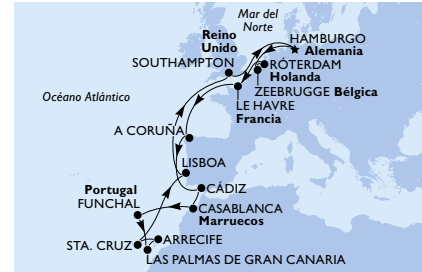 Mar del
Norte
HAMBURGO
Alemania
Reino
Unido
SOUTHAMPTON
RÓTERDAM
Holanda
ZEEBRUGGE Bélgica
LE HAVRE
Francia
Océano Atlántico
A CORUÑA
LISBOA
CÁDIZ
Portugal
FUNCHAL
CASABLANCA
Marruecos
STA. CRUZ
ARRECIFE
LAS PALMAS DE GRAN CANARIA